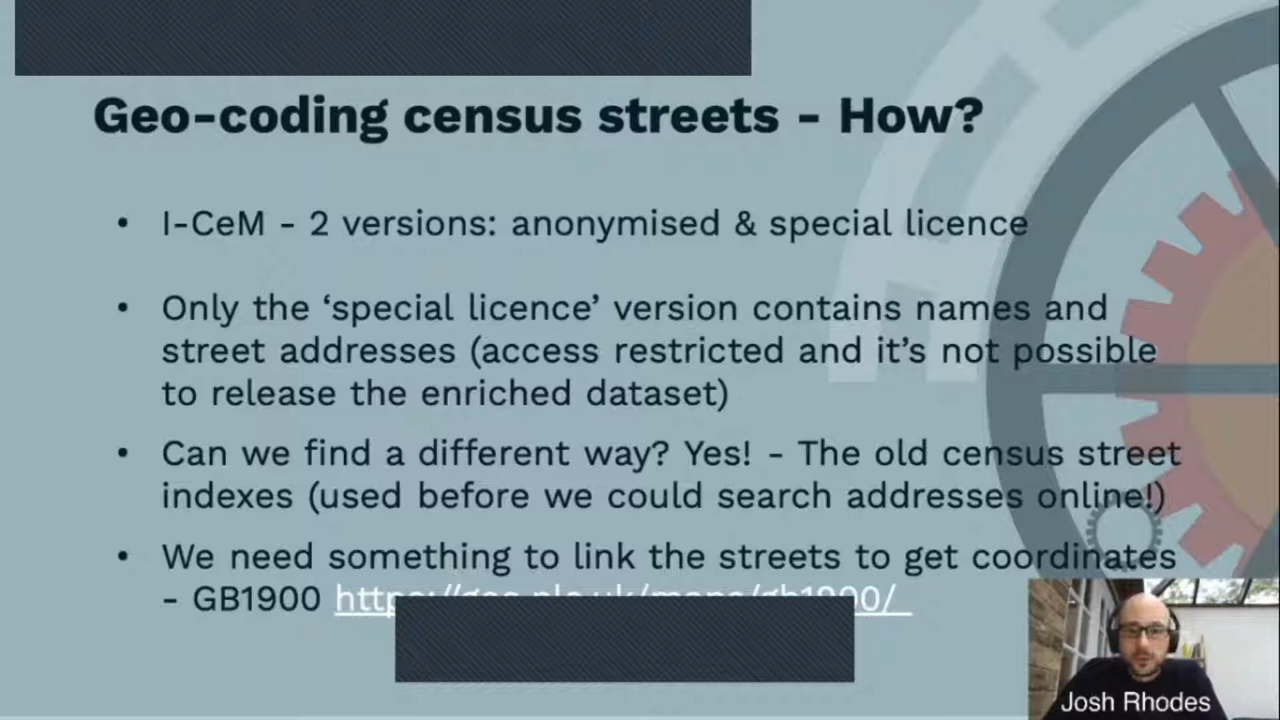 Geo-coding census streets - How?
• I-CeM - 2 versions: anonymised & special licence
• Only the ‘special licence’ version contains names and
street addresses (access restricted and it’s not possible
to release the enriched dataset)
• Can we find a different way? Yes! - The old census street
indexes (used before we could search addresses online!)
• We need something to link the streets to get coordinates
- GB1900
Josh Rhodes